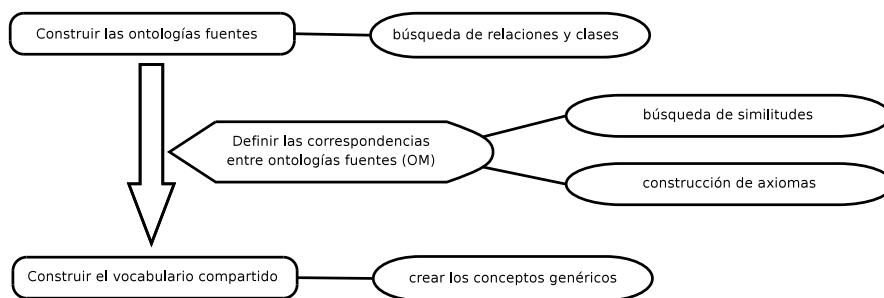 Construir las ontologías fuentes
búsqueda de relaciones y clases
búsqueda de similitudes
Definir las correspondencias
entre ontologías fuentes (OM)
construcción de axiomas
Construir el vocabulario compartido
crear los conceptos genéricos